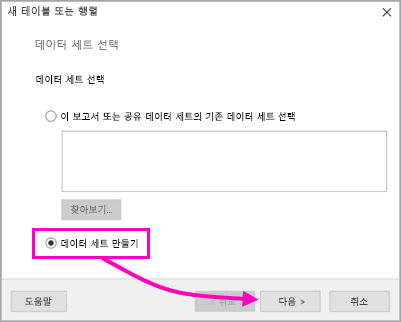 새 테이블 또는 행렬
데이터 세트 선택
데이터 세트 선택
이 보고서 또는 공유 데이터 세트의 기존 데이터 세트 선택
찾아보기...
데이터 세트 만들기
도움말
다음 >
취소